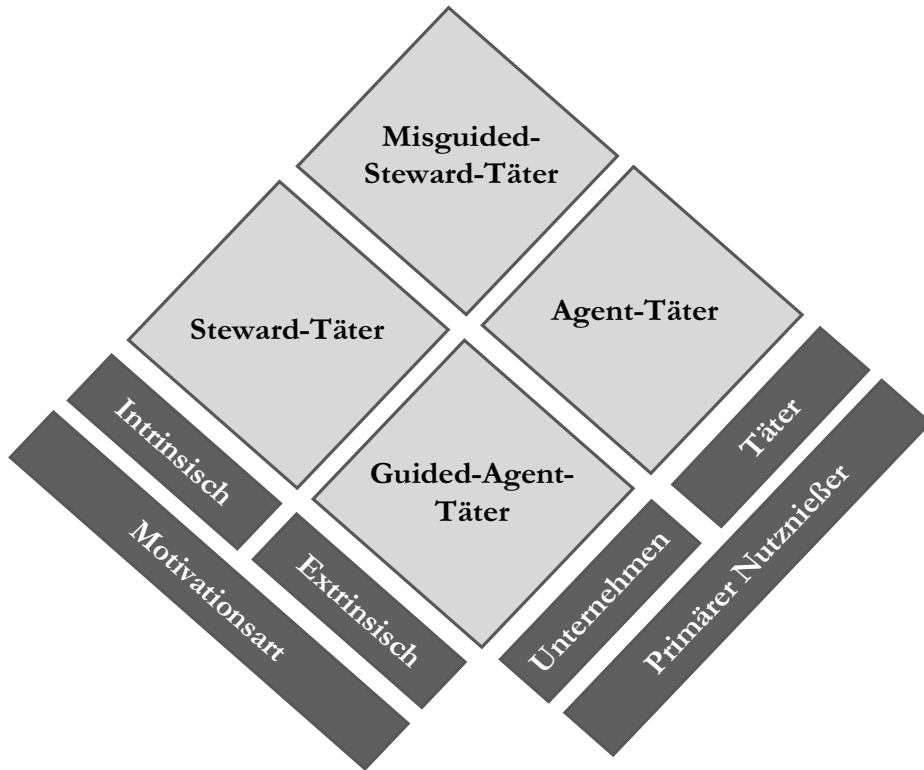 Misguided-
Steward-Täter
Steward-Täter
Agent-Täter
Guided-Agent-
Täter
Intrinsisch
Extrinsisch
Motivationsart
Unternehmen
Täter
Primärer Nutznießer